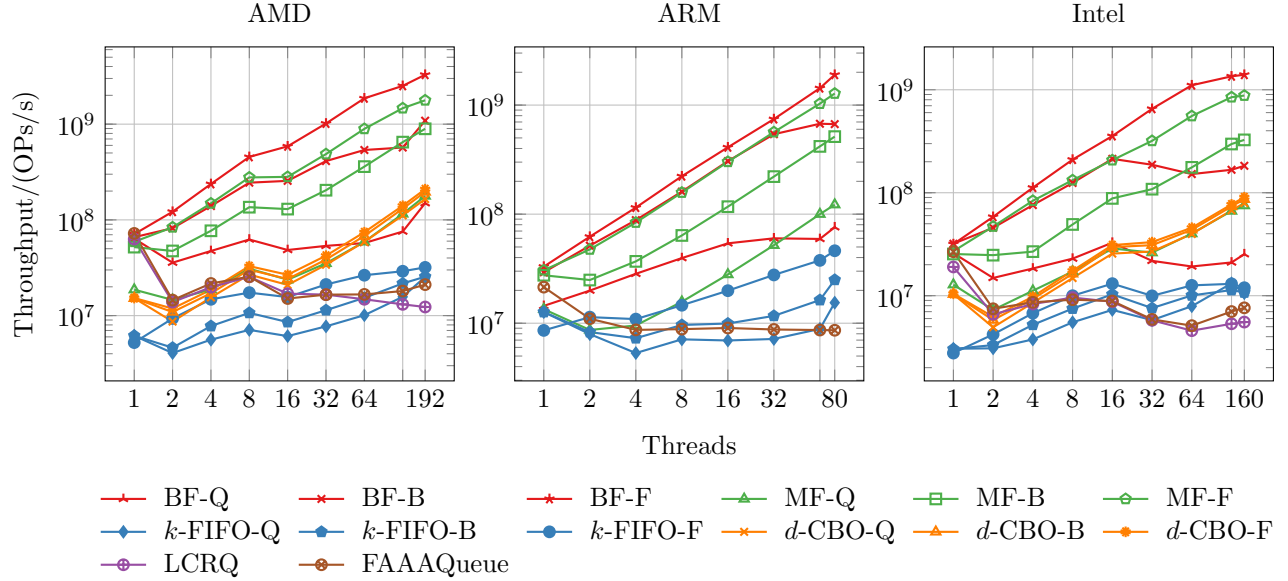 AMD
ARM
Intel
Throughput/(OPs/s)
10^9
10^8
10^7
1 2 4 8 16 32 64 192
10^9
10^8
10^7
1 2 4 8 16 32 80
10^9
10^8
10^7
1 2 4 8 16 32 64 160
Threads
BF-Q BF-B BF-F MF-Q MF-B MF-F
k-FIFO-Q k-FIFO-B k-FIFO-F d-CBO-Q d-CBO-B d-CBO-F
LCRQ FAAAQueue